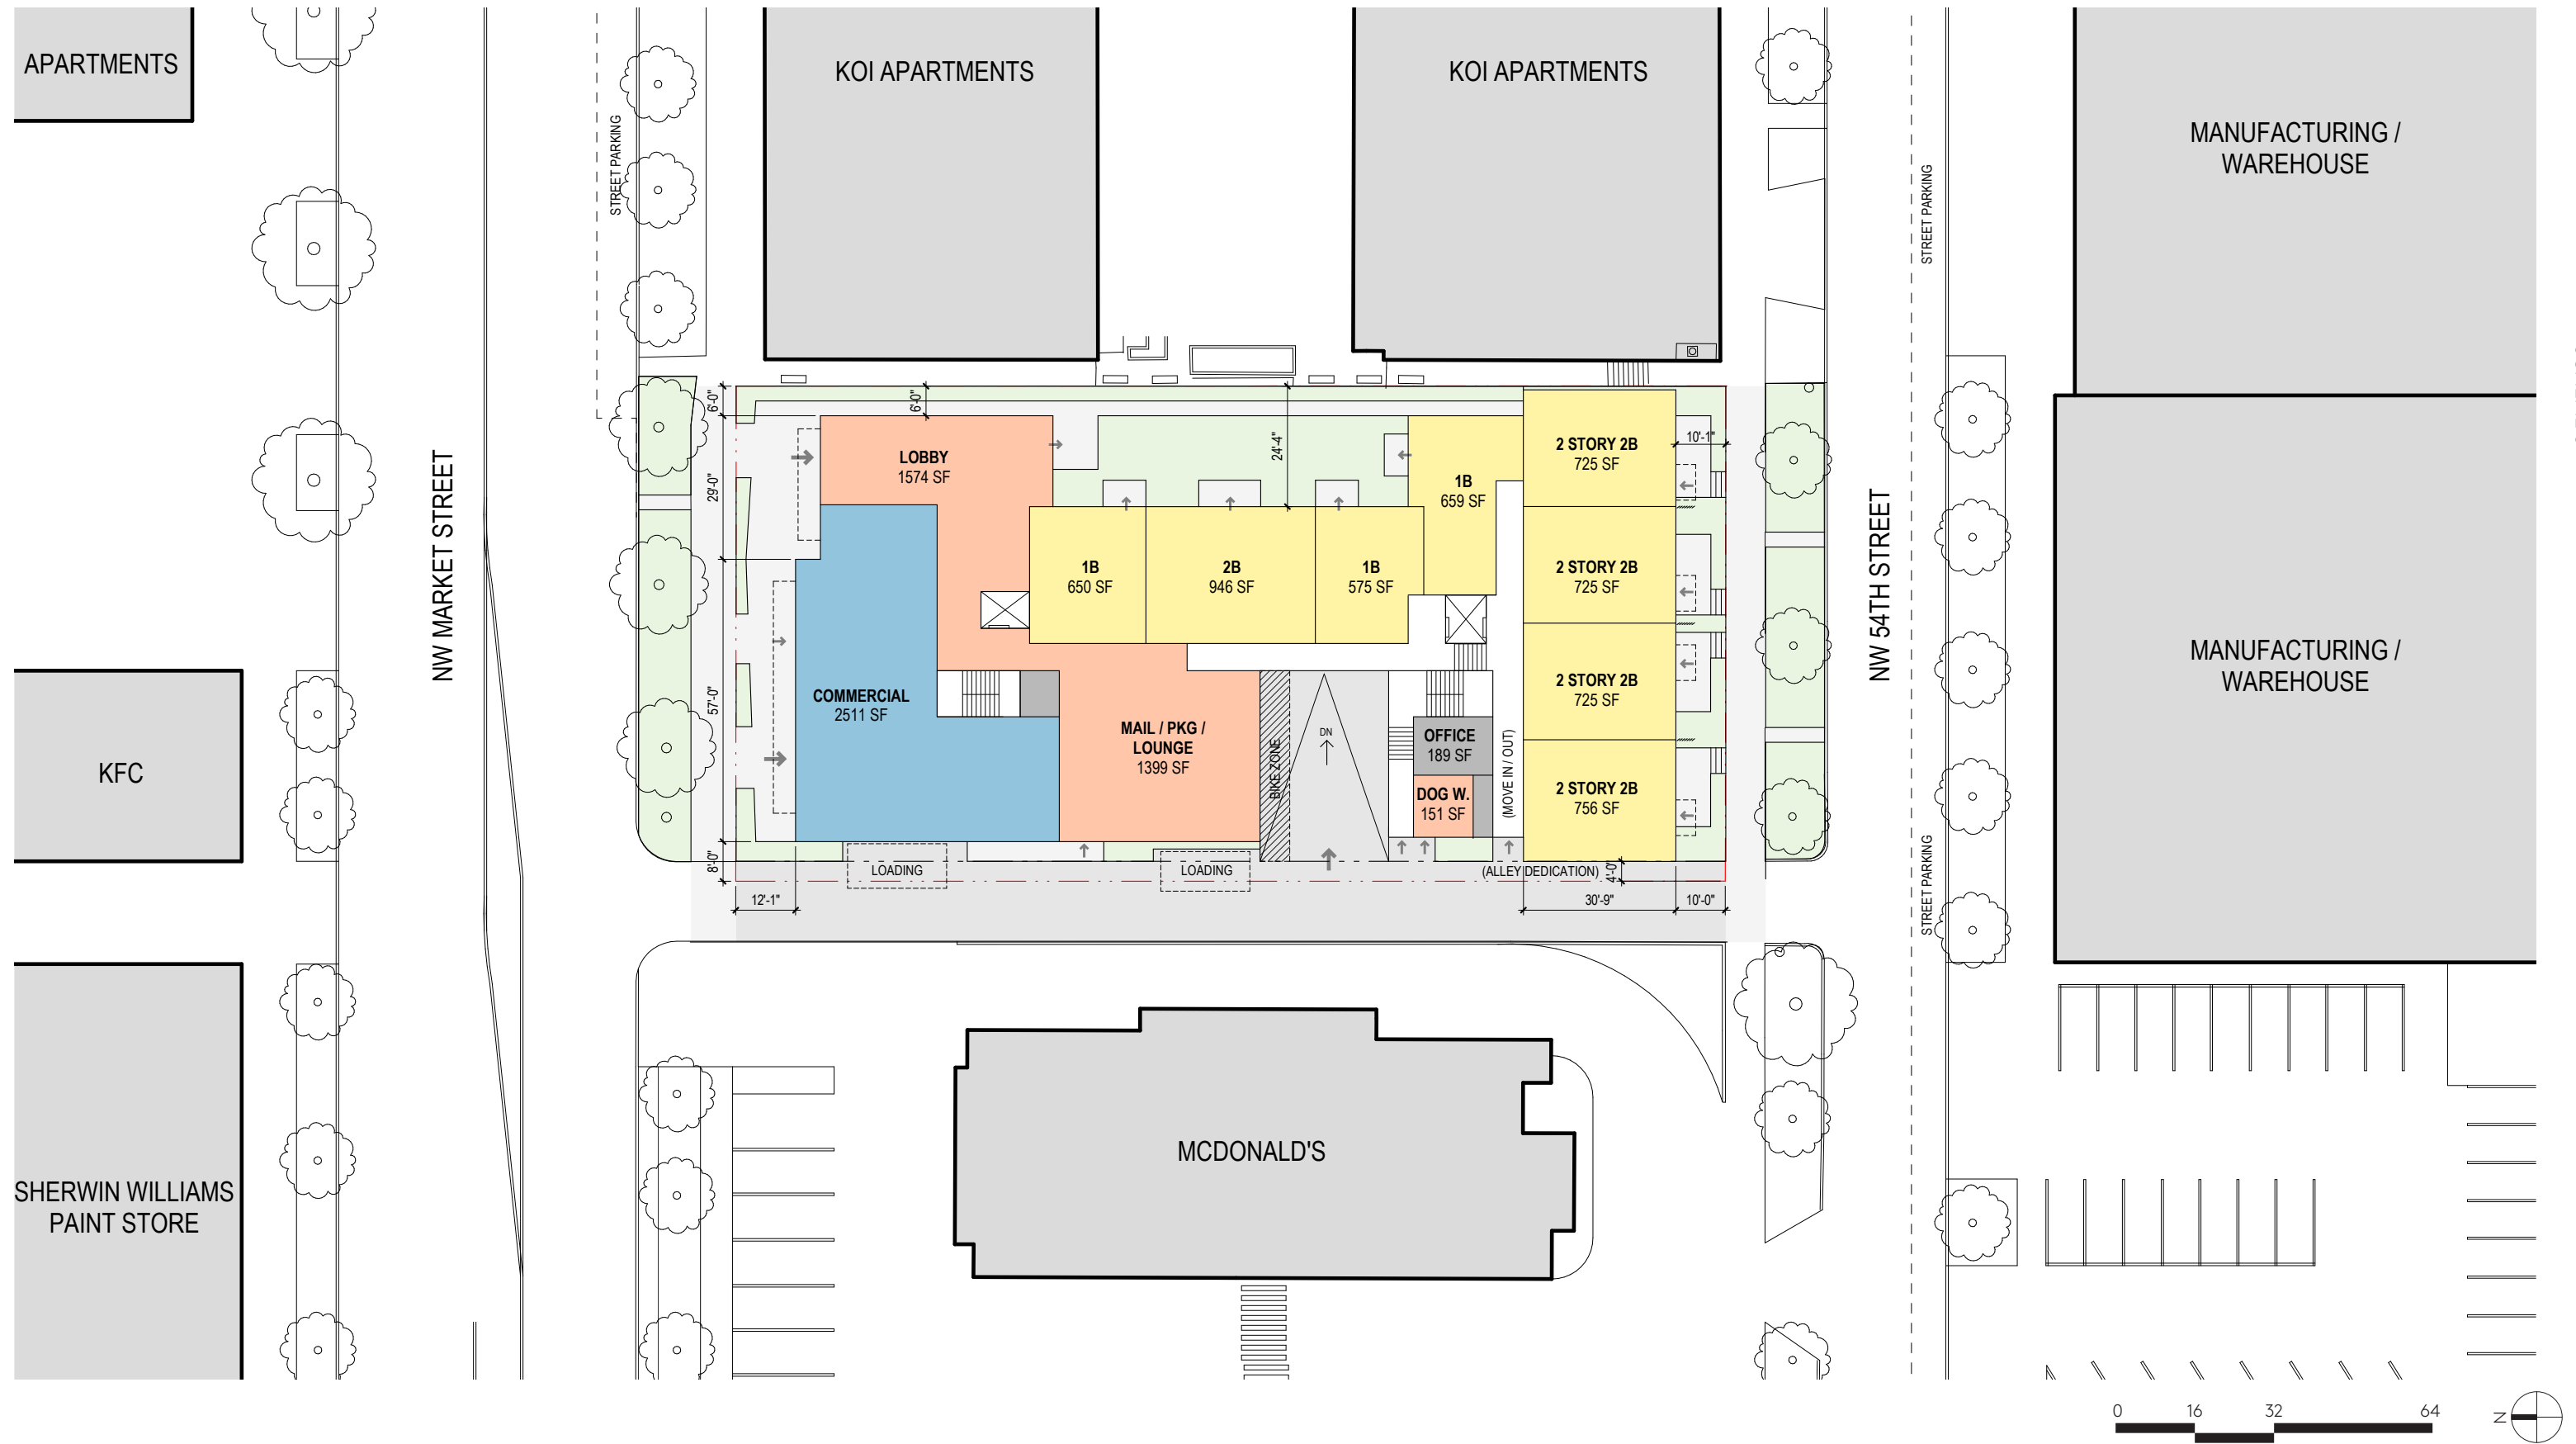 APARTMENTS
KOI APARTMENTS
KOI APARTMENTS
MANUFACTURING /
WAREHOUSE
STREET PARKING
STREET PARKING
6'-0"
6'-0"
29'-0"
24'-4"
10'-1"
LOBBY
1574 SF
2 STORY 2B
725 SF
1B
659 SF
NW MARKET STREET
NW 54TH STREET
1B
650 SF
2B
946 SF
1B
575 SF
2 STORY 2B
725 SF
MANUFACTURING /
WAREHOUSE
COMMERCIAL
2511 SF
57'-0"
2 STORY 2B
725 SF
MAIL / PKG /
LOUNGE
1399 SF
BIKE ZONE
DN
OFFICE
189 SF
DOG W.
151 SF
(MOVE IN / OUT)
2 STORY 2B
756 SF
KFC
8'-0"
LOADING
LOADING
(ALLEY DEDICATION)
4'-0"
STREET PARKING
12'-1"
30'-9"
10'-0"
MCDONALD'S
SHERWIN WILLIAMS
PAINT STORE
0 16 32 64
N